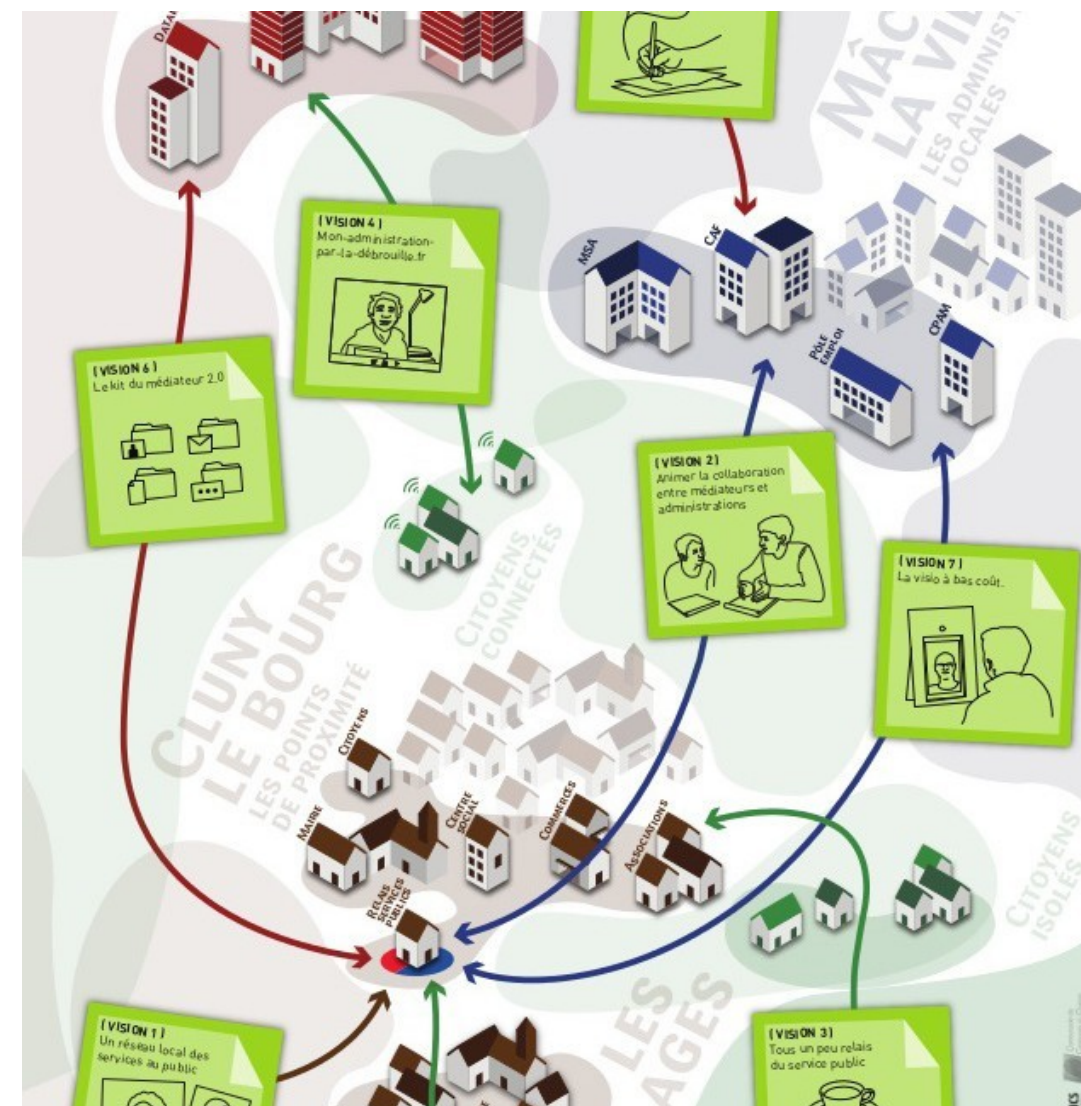 MÂC
LA VIL
LES ADMINIST
LOCALES
( VISION 4 )
Mon-administration-
par-la-débrouille.fr
MSA
CAF
PÔLE
EMPLOI
CPAM
( VISION 6 )
Le kit du médiateur 2.0
( VISION 2 )
Animer la collaboration
entre médiateurs et
administrations
( VISION 7 )
La visio à bas coût.
CITOYENS
CONNECTÉS
CLUNY
LE BOURG
LES POINTS
DE PROXIMITÉ
CITOYENS
MAIRIE
CENTRE
SOCIAL
COMMERCES
ASSOCIATIONS
RELAIS
SERVICES
PUBLICS
CITOYENS
ISOLÉS
LES
AGES
( VISION 1 )
Un réseau local des
services au public
( VISION 3 )
Tous un peu relais
du service public